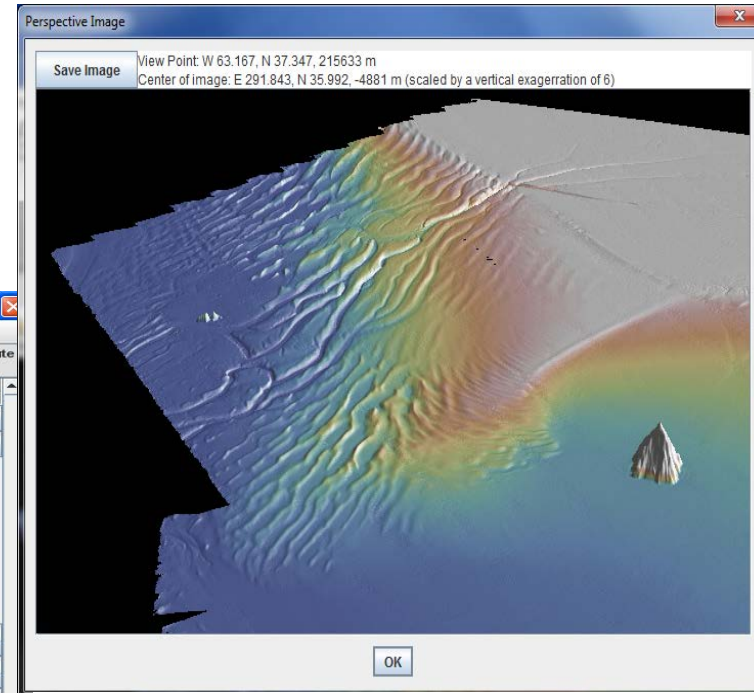 Perspective Image
x
Save Image
View Point: W 63.167, N 37.347, 215633 m
Center of image: E 291.843, N 35.992, -4881 m (scaled by a vertical exagerration of 6)
OK